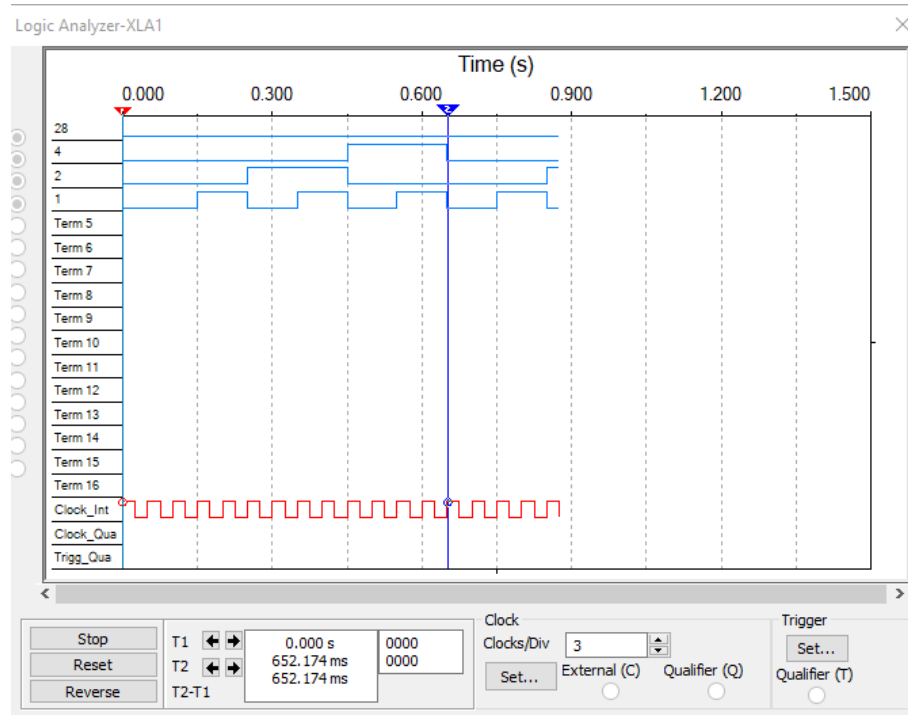 Logic Analyzer-XLA1
Time (s)
0.000 0.300 0.600 0.900 1.200 1.500
2
28
4
2
1
Term 5
Term 6
Term 7
Term 8
Term 9
Term 10
Term 11
Term 12
Term 13
Term 14
Term 15
Term 16
Clock_Int
Clock_Qua
Trigg_Qua
Stop
Reset
Reverse
T1 0.000 s 0000
T2 652.174 ms 0000
T2-T1 652.174 ms
Clock
Clocks/Div 3
Set... External (C) Qualifier (Q)
Trigger
Set...
Qualifier (T)